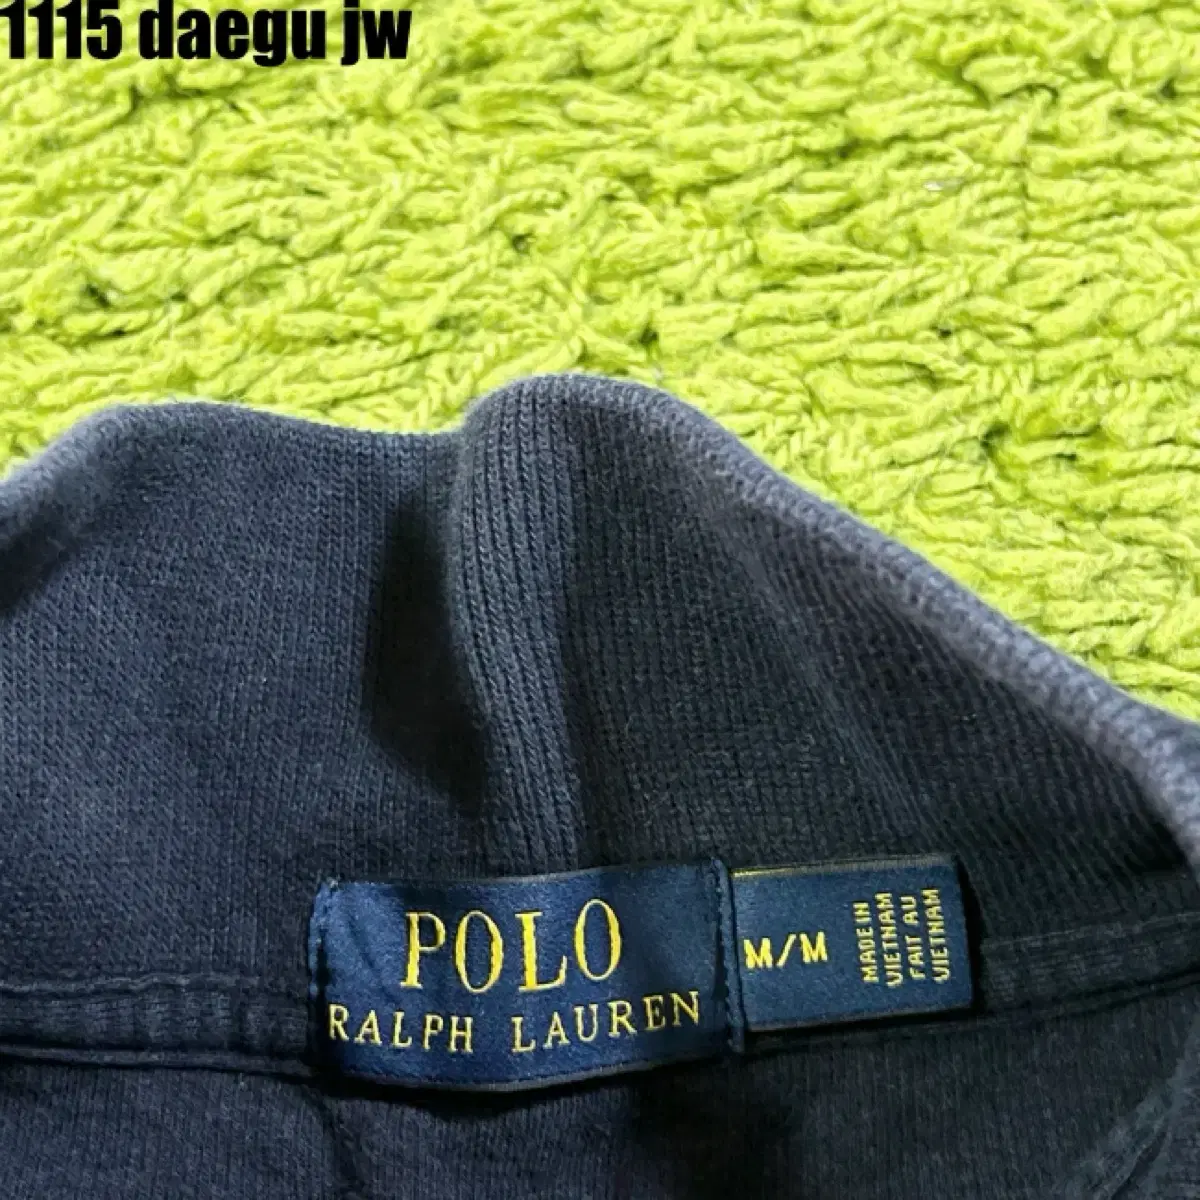 1115 daegu jw
POLO
RALPH LAUREN
M/M
MADE IN
VIETNAM
FAIT AU
VIETNAM